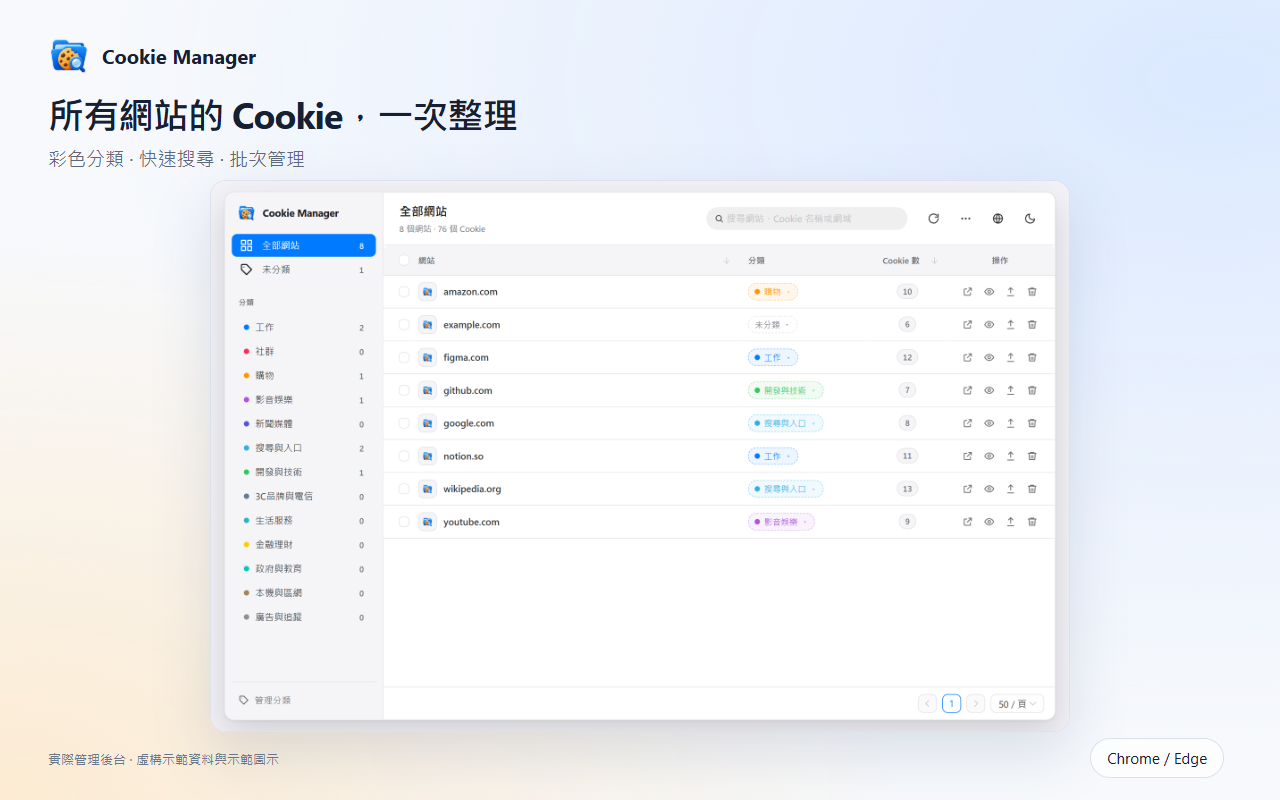 Cookie Manager
所有網站的 Cookie，一次整理
彩色分類 · 快速搜尋 · 批次管理
Cookie Manager
全部網站 8
未分類 1
分類
工作 2
社群 0
購物 1
影音娛樂 1
新聞媒體 0
搜尋與入口 2
開發與技術 1
3C品牌與電信 0
生活服務 0
金融理財 0
政府與教育 0
本機與區網 0
廣告與追蹤 0
管理分類
全部網站
8 個網站 · 76 個 Cookie
搜尋網站、Cookie 名稱或網域
網站 分類 Cookie 數 操作
amazon.com 購物 10
example.com 未分類 6
figma.com 工作 12
github.com 開發與技術 7
google.com 搜尋與入口 8
notion.so 工作 11
wikipedia.org 搜尋與入口 13
youtube.com 影音娛樂 9
1 50 / 頁
實際管理後台 · 虛構示範資料與示範圖示
Chrome / Edge